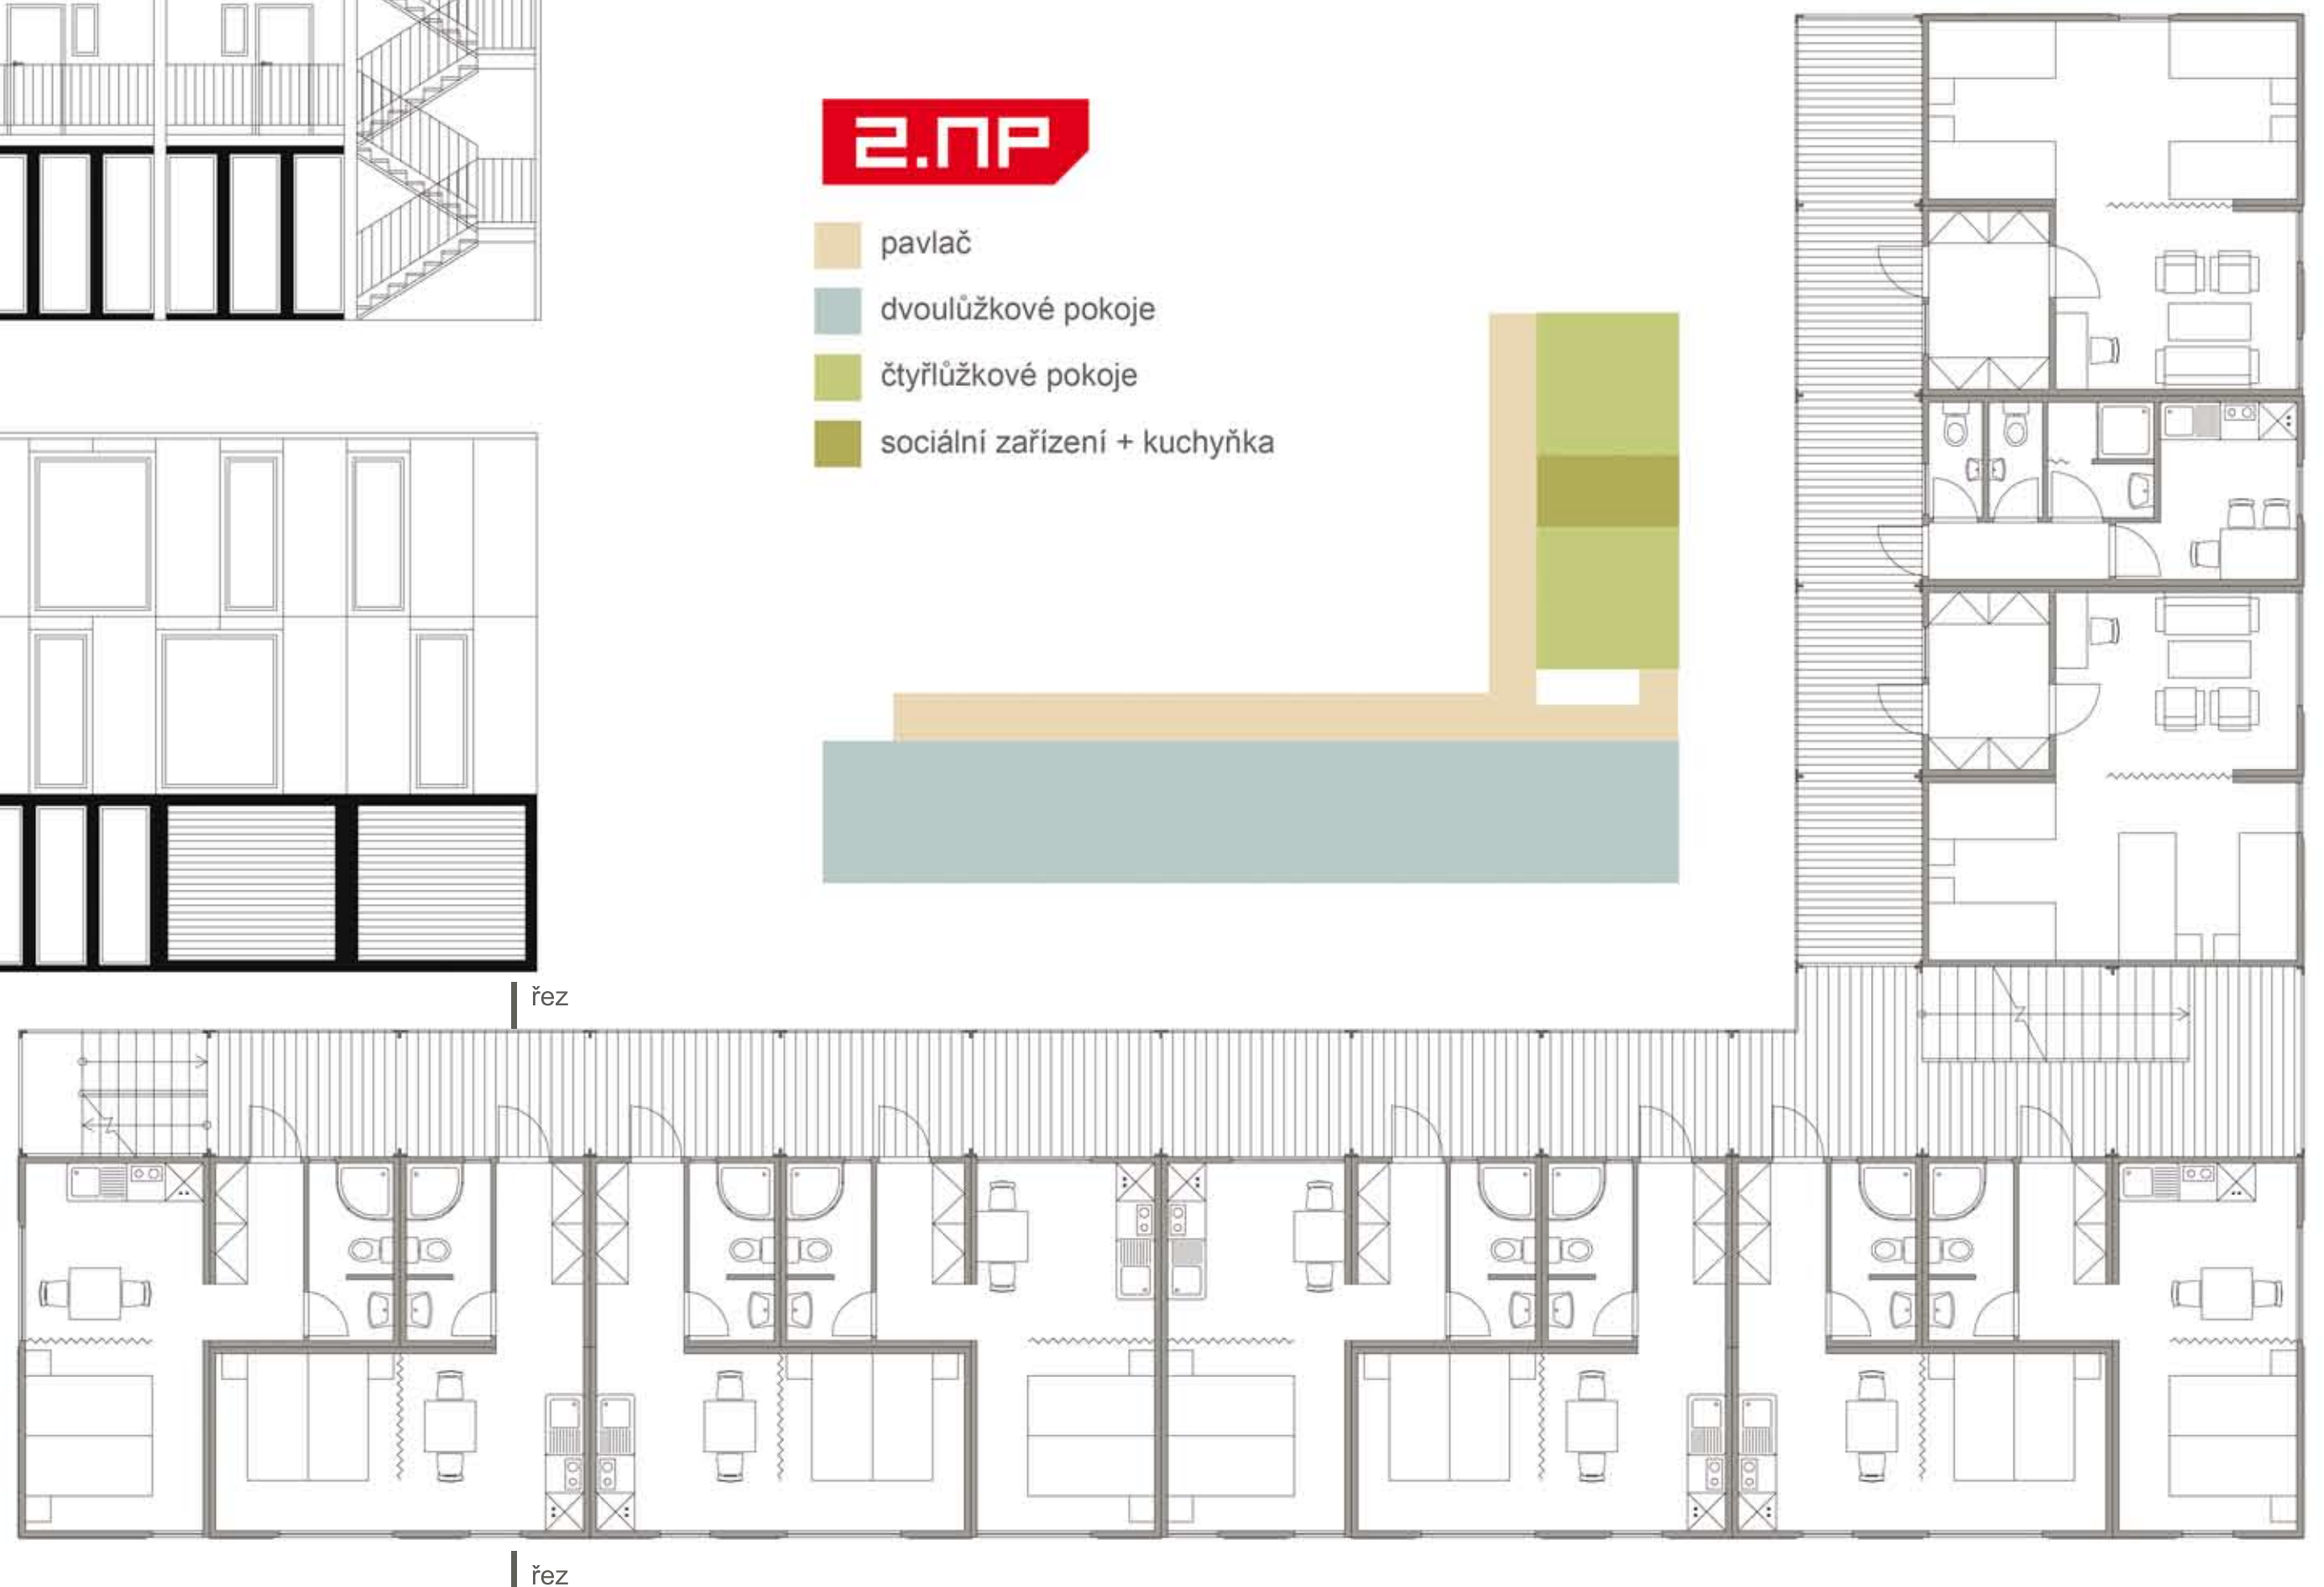 2.NP
pavlač
dvoulůžkové pokoje
čtyřlůžkové pokoje
sociální zařízení + kuchyňka
řez
řez